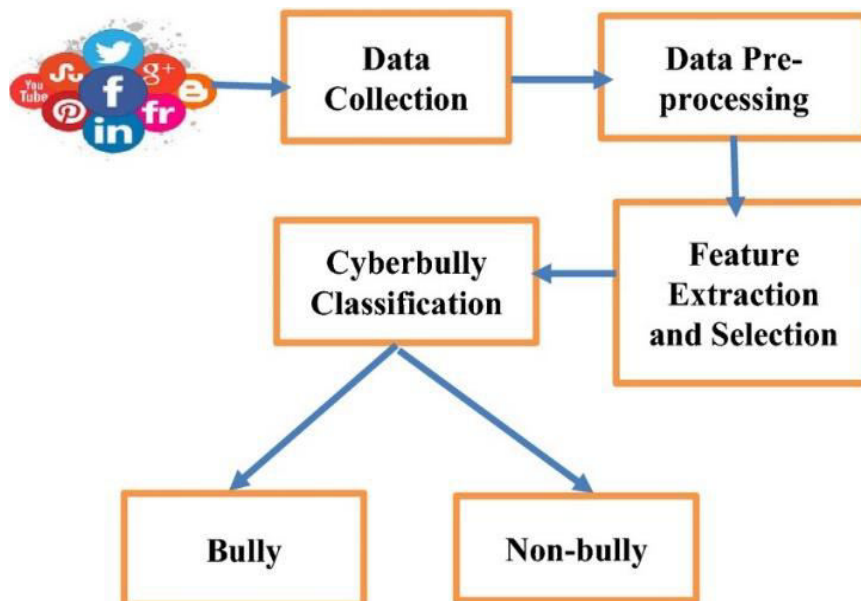 You
Tube
g+
f
fr
in
Data
Collection
Data Pre-
processing
Cyberbully
Classification
Feature
Extraction
and Selection
Bully
Non-bully